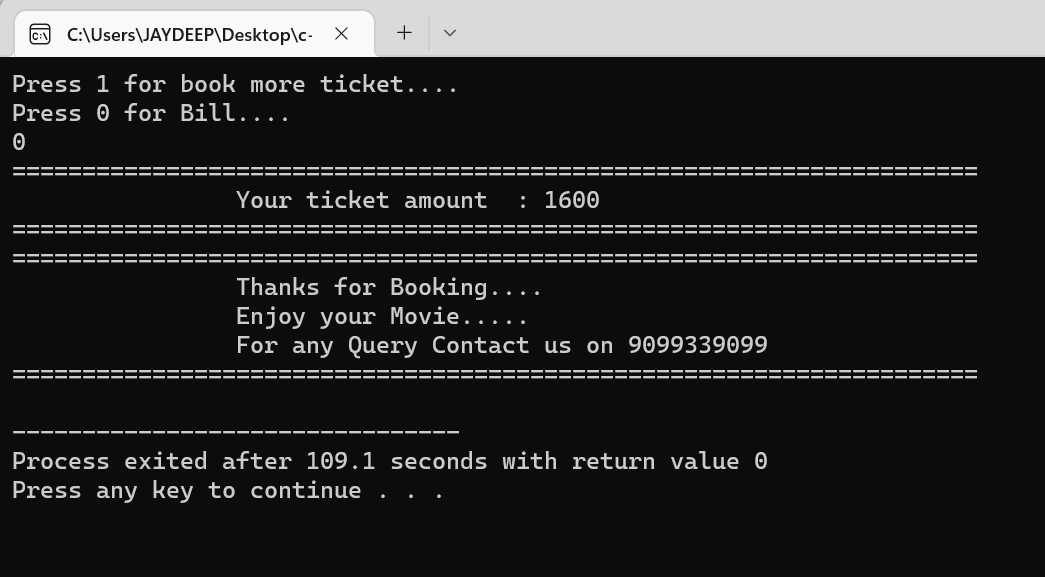 C:\Users\JAYDEEP\Desktop\c-
Press 1 for book more ticket....
Press 0 for Bill....
0
=====================================================================
Your ticket amount  : 1600
=====================================================================
=====================================================================
Thanks for Booking....
Enjoy your Movie.....
For any Query Contact us on 9099339099
=====================================================================
--------------------------------
Process exited after 109.1 seconds with return value 0
Press any key to continue . . .